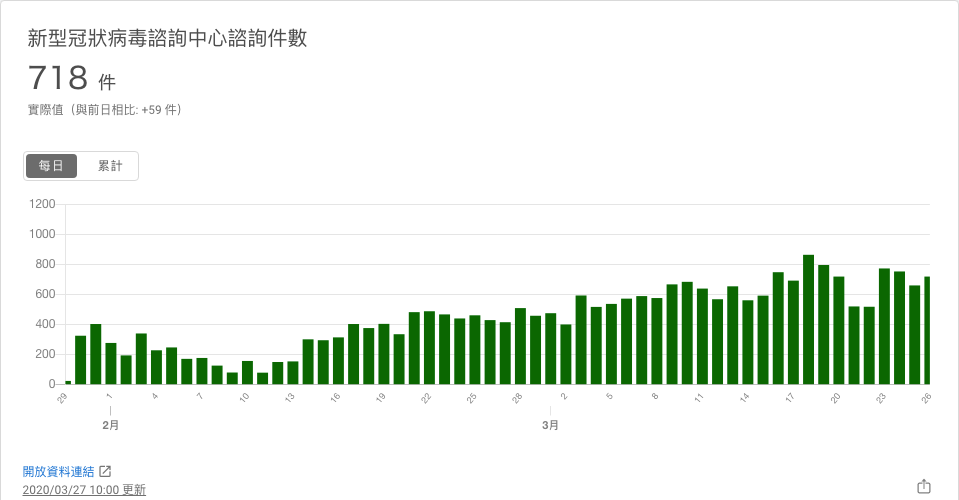 新型冠狀病毒諮詢中心諮詢件數
718 件
實際值（與前日相比: +59 件）
每日 累計
1200
1000
800
600
400
200
0
29 1 4 7 10 13 16 19 22 25 28 2 5 8 11 14 17 20 23 26
2月 3月
開放資料連結
2020/03/27 10:00 更新